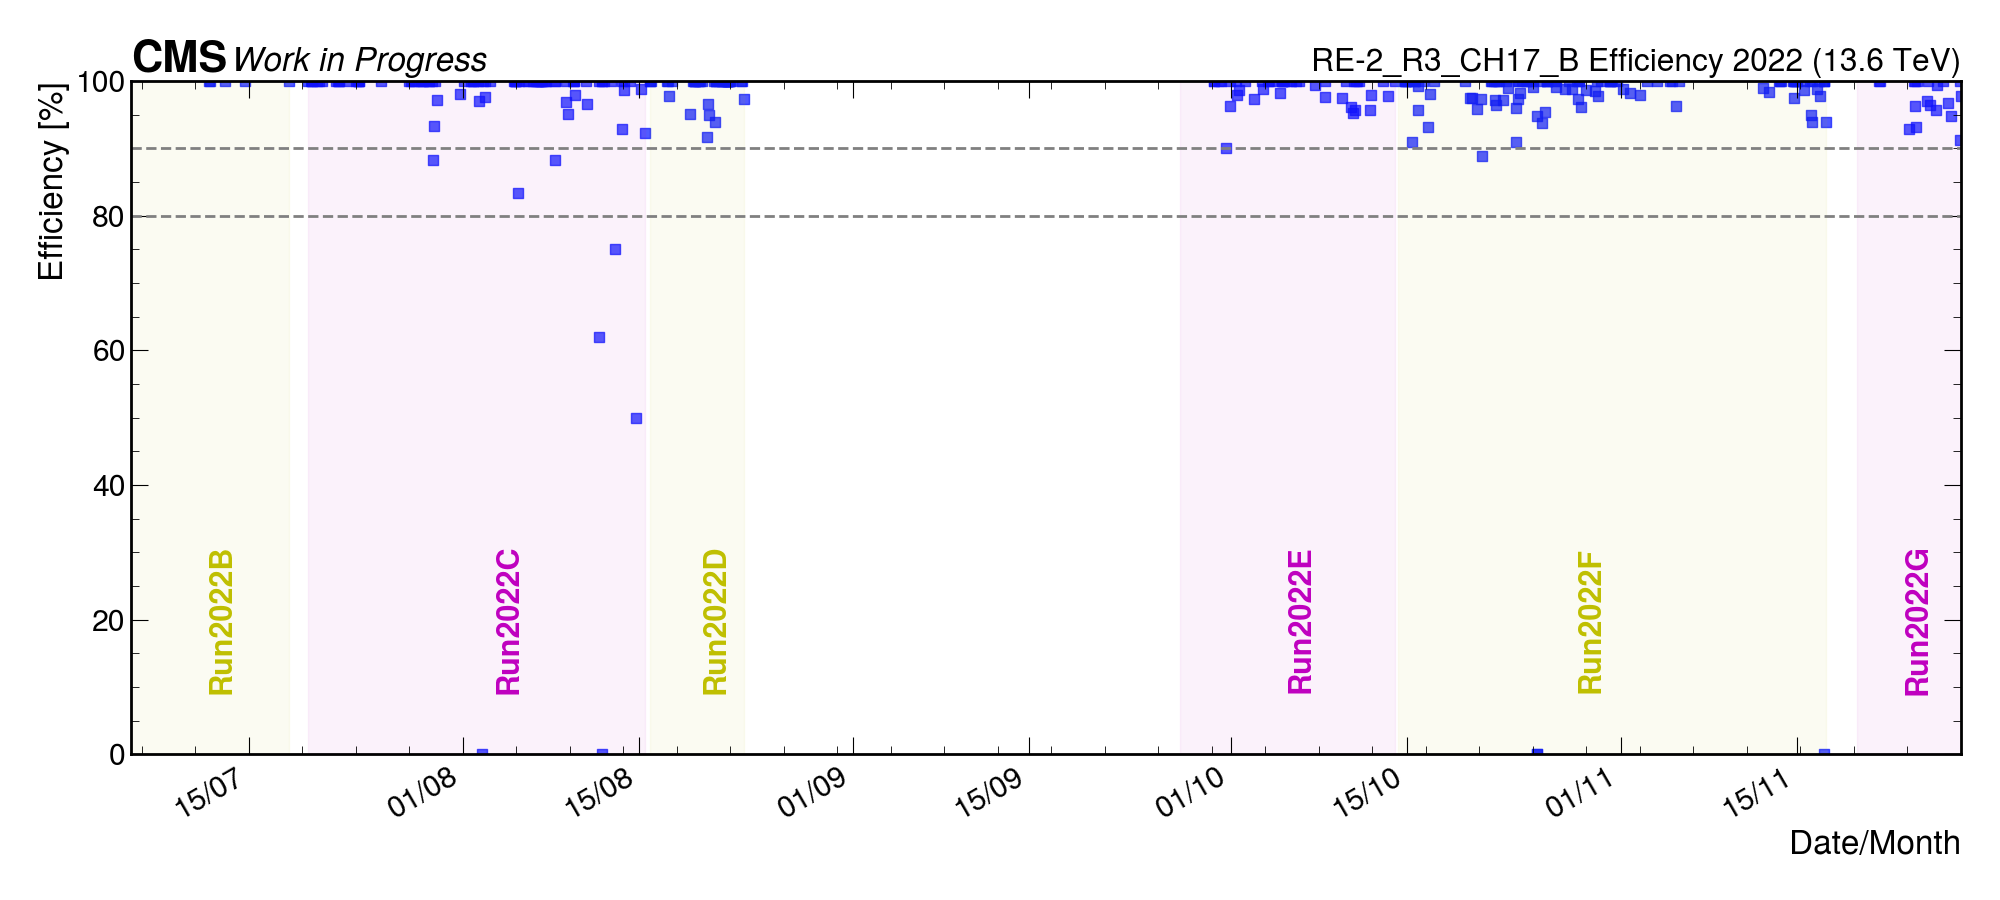 CMS Work in Progress
RE-2_R3_CH17_B Efficiency 2022 (13.6 TeV)
Efficiency [%]
100
80
60
40
20
0
Run2022B
Run2022C
Run2022D
Run2022E
Run2022F
Run2022G
15/07 01/08 15/08 01/09 15/09 01/10 15/10 01/11 15/11
Date/Month